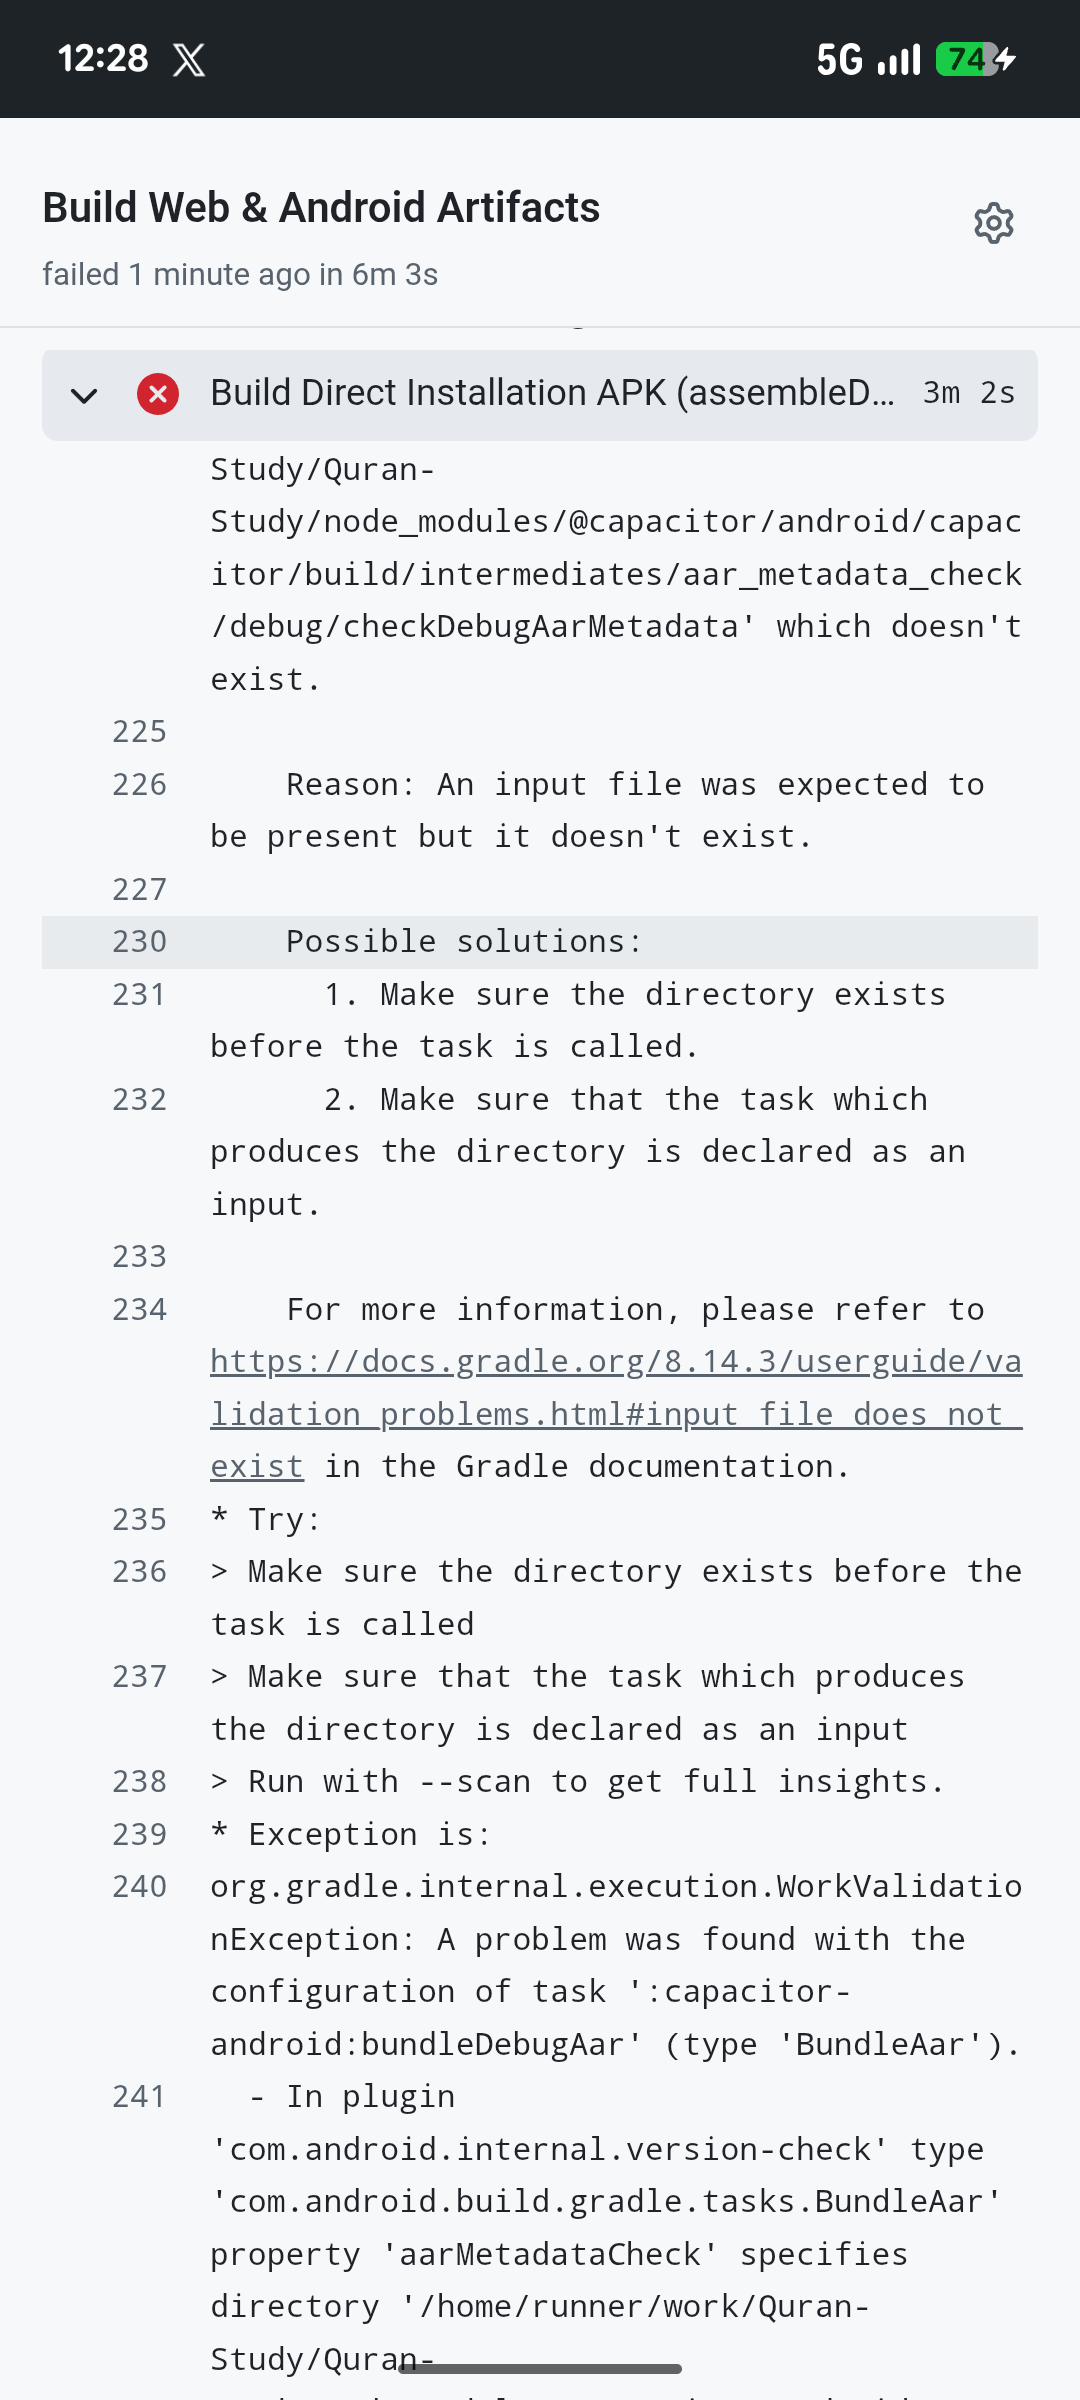 12:28
5G 74
Build Web & Android Artifacts
failed 1 minute ago in 6m 3s
Build Direct Installation APK (assembleD... 3m 2s
Study/Quran-
Study/node_modules/@capacitor/android/capac
itor/build/intermediates/aar_metadata_check
/debug/checkDebugAarMetadata' which doesn't
exist.
225
226 Reason: An input file was expected to
be present but it doesn't exist.
227
230 Possible solutions:
231 1. Make sure the directory exists
before the task is called.
232 2. Make sure that the task which
produces the directory is declared as an
input.
233
234 For more information, please refer to
https://docs.gradle.org/8.14.3/userguide/va
lidation_problems.html#input_file_does_not_
exist in the Gradle documentation.
235 * Try:
236 > Make sure the directory exists before the
task is called
237 > Make sure that the task which produces
the directory is declared as an input
238 > Run with --scan to get full insights.
239 * Exception is:
240 org.gradle.internal.execution.WorkValidatio
nException: A problem was found with the
configuration of task ':capacitor-
android:bundleDebugAar' (type 'BundleAar').
241 - In plugin
'com.android.internal.version-check' type
'com.android.build.gradle.tasks.BundleAar'
property 'aarMetadataCheck' specifies
directory '/home/runner/work/Quran-
Study/Quran-